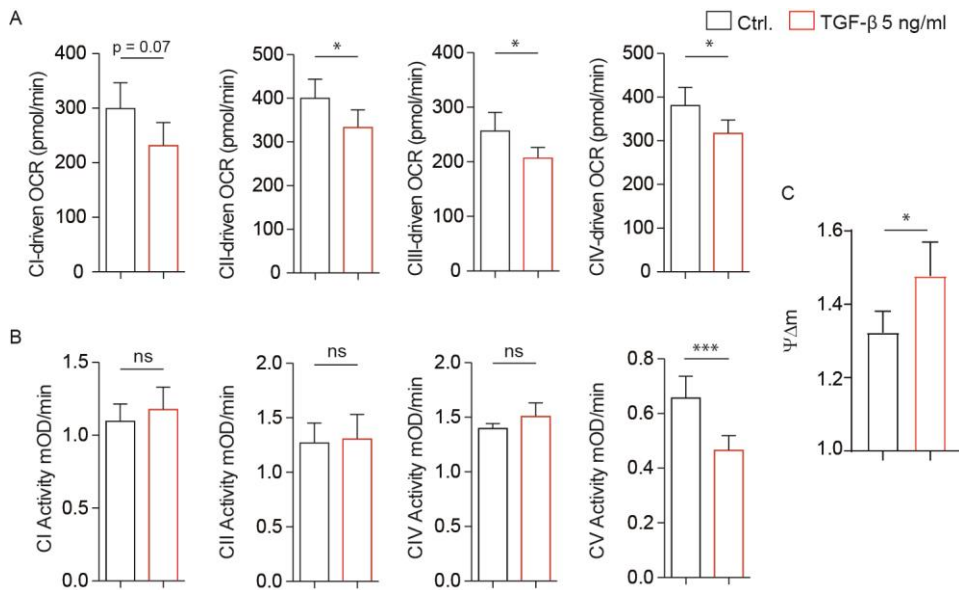 A
Ctrl.
TGF-β 5 ng/ml
CI-driven OCR (pmol/min)
400
300
200
100
0
p = 0.07
CII-driven OCR (pmol/min)
500
400
300
200
100
0
*
CIII-driven OCR (pmol/min)
400
300
200
100
0
*
CIV-driven OCR (pmol/min)
500
400
300
200
100
0
*
B
CI Activity mOD/min
1.5
1.0
0.5
0.0
ns
CII Activity mOD/min
2.0
1.5
1.0
1.5
0.0
ns
CIV Activity mOD/min
2.0
1.5
1.0
1.5
0.0
ns
CV Activity mOD/min
0.8
0.6
0.4
0.2
0.0
***
C
ΨΔm
1.6
1.4
1.2
1.0
*